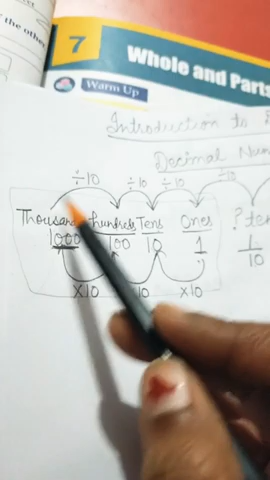 the other
7
Whole and Parts
Warm Up
Introduction to
Decimal Num
÷10 ÷10 ÷10 ÷10
Thousand hundreds Tens Ones ? ten
1000 100 10 1 1/10
×10 10 ×10